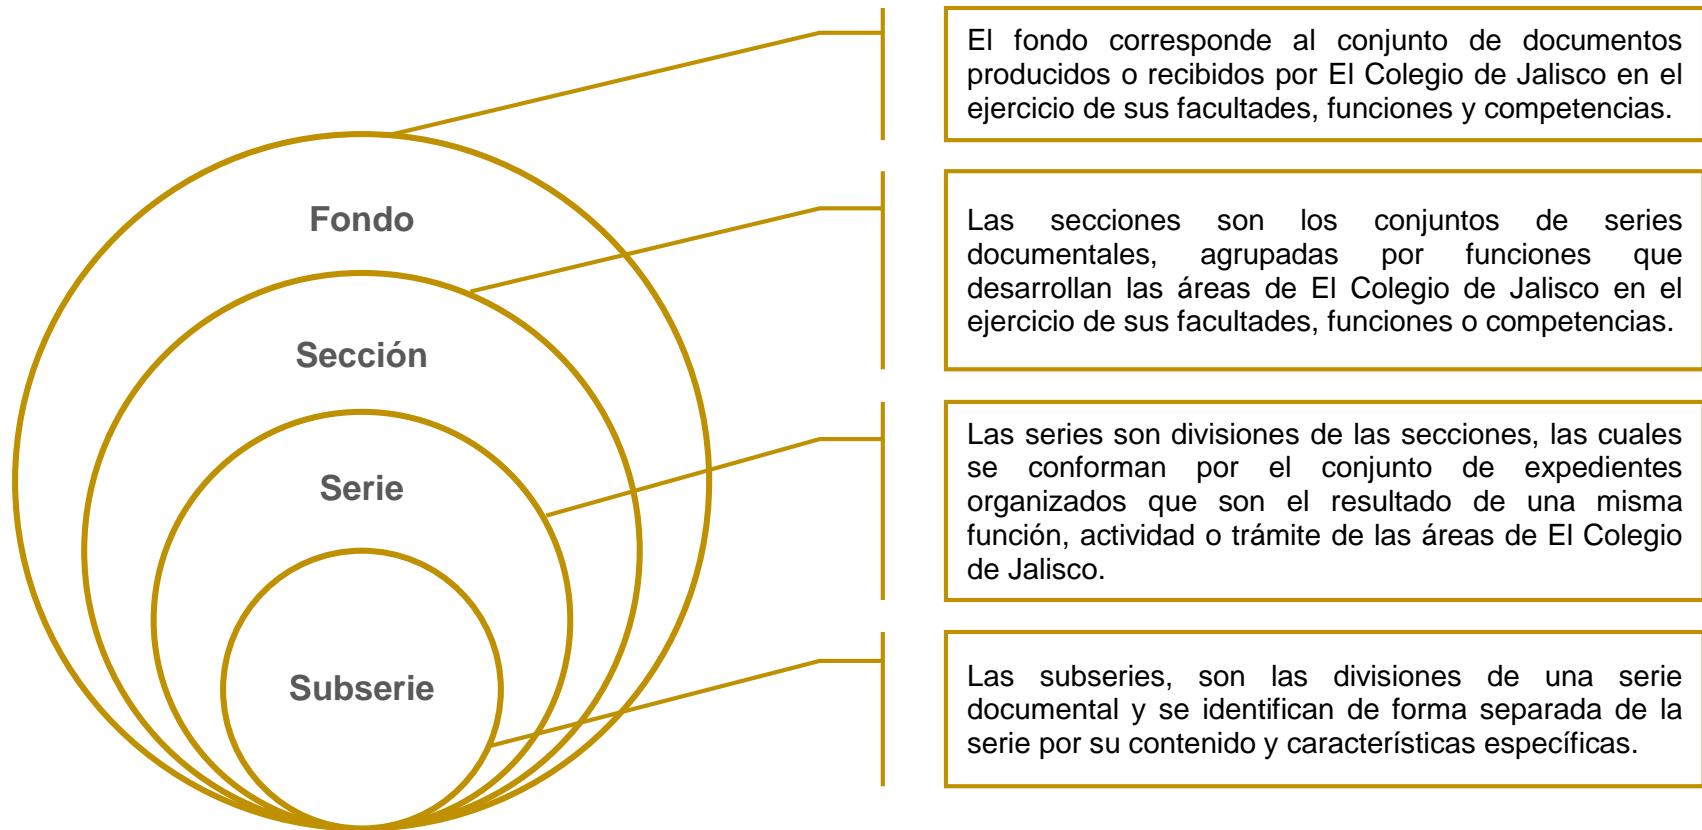 El fondo corresponde al conjunto de documentos
producidos o recibidos por El Colegio de Jalisco en el
ejercicio de sus facultades, funciones y competencias.
Fondo
Las secciones son los conjuntos de series
documentales, agrupadas por funciones que
desarrollan las áreas de El Colegio de Jalisco en el
ejercicio de sus facultades, funciones o competencias.
Sección
Las series son divisiones de las secciones, las cuales
se conforman por el conjunto de expedientes
organizados que son el resultado de una misma
función, actividad o trámite de las áreas de El Colegio
de Jalisco.
Serie
Las subseries, son las divisiones de una serie
documental y se identifican de forma separada de la
serie por su contenido y características específicas.
Subserie